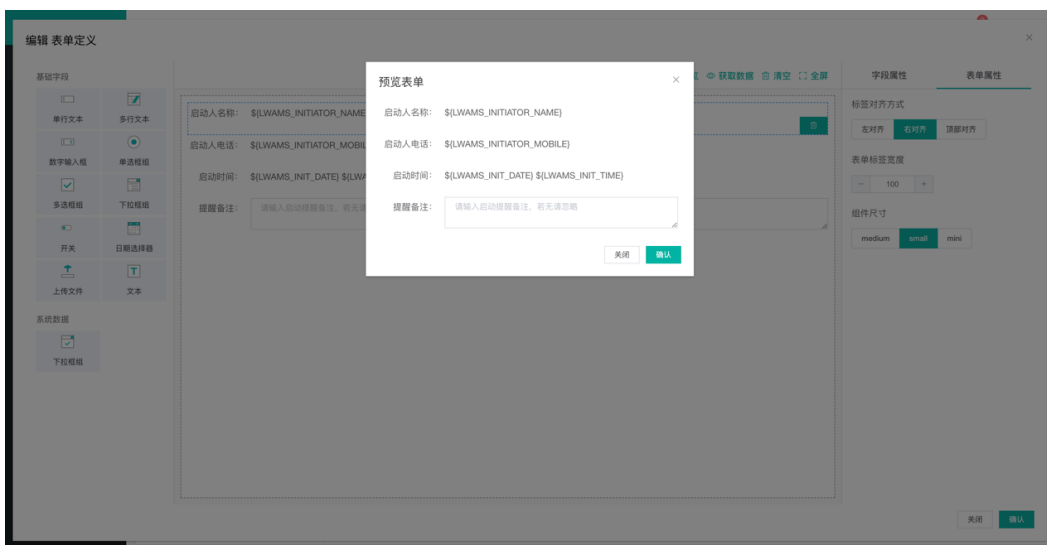 编辑 表单定义
基础字段
单行文本
多行文本
数字输入框
单选框组
多选框组
下拉框组
开关
日期选择器
上传文件
文本
系统数据
下拉框组
获取数据 清空 全屏
启动人名称： ${LWAMS_INITIATOR_NAME
启动人电话： ${LWAMS_INITIATOR_MOBIL
启动时间： ${LWAMS_INIT_DATE} ${LWA
提醒备注： 请输入启动提醒备注，若无请
预览表单
启动人名称： ${LWAMS_INITIATOR_NAME}
启动人电话： ${LWAMS_INITIATOR_MOBILE}
启动时间： ${LWAMS_INIT_DATE} ${LWAMS_INIT_TIME}
提醒备注： 请输入启动提醒备注，若无请忽略
关闭 确认
字段属性 表单属性
标签对齐方式
左对齐 右对齐 顶部对齐
表单标签宽度
− 100 +
组件尺寸
medium small mini
关闭 确认